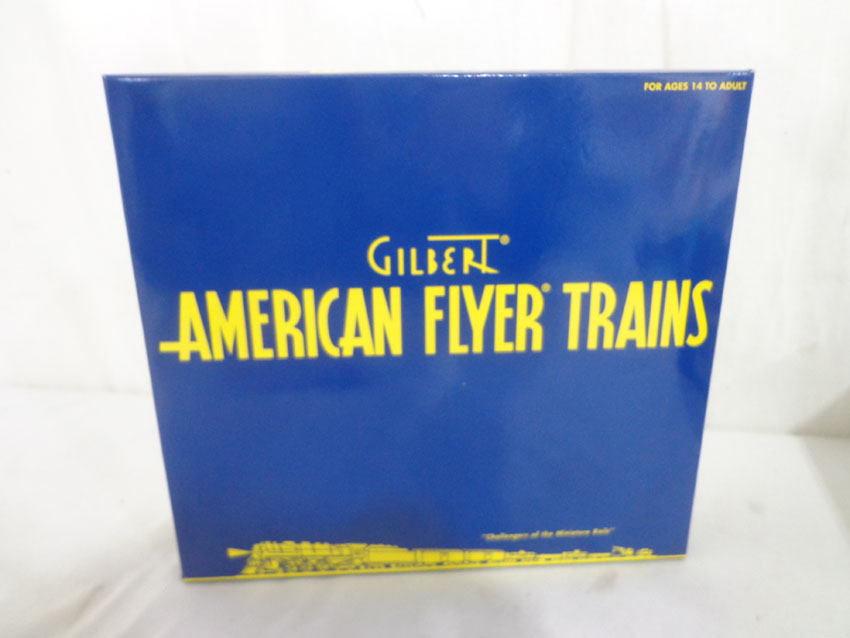 FOR AGES 14 TO ADULT
GILBERT®
AMERICAN FLYER® TRAINS
"Challengers of the Miniature Rails"